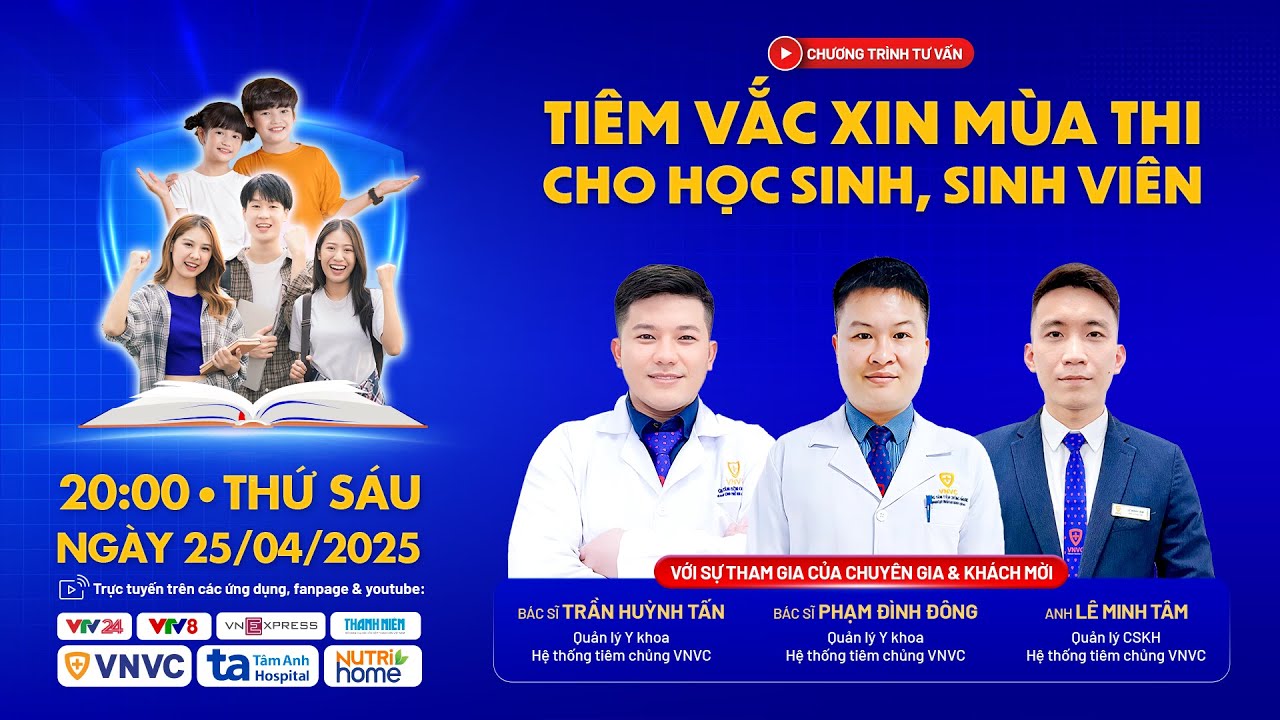 CHƯƠNG TRÌNH TƯ VẤN
TIÊM VẮC XIN MÙA THI
CHO HỌC SINH, SINH VIÊN
20:00 • THỨ SÁU
NGÀY 25/04/2025
Trực tuyến trên các ứng dụng, fanpage & youtube:
VTV24
VTV8
VNEXPRESS
THANH NIÊN
VNVC
ta Tâm Anh
Hospital
NUTRI
home
VNVC
VNVC
VNVC
VỚI SỰ THAM GIA CỦA CHUYÊN GIA & KHÁCH MỜI
BÁC SĨ TRẦN HUỲNH TẤN
Quản lý Y khoa
Hệ thống tiêm chủng VNVC
BÁC SĨ PHẠM ĐÌNH ĐÔNG
Quản lý Y khoa
Hệ thống tiêm chủng VNVC
ANH LÊ MINH TÂM
Quản lý CSKH
Hệ thống tiêm chủng VNVC